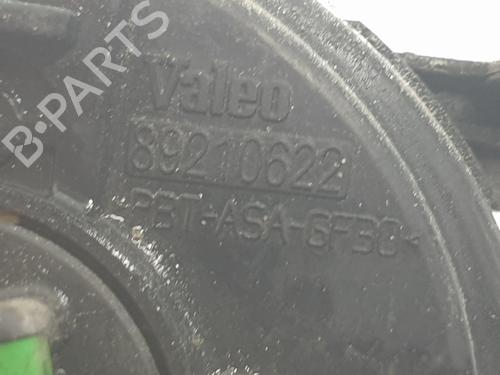 B-PARTS
Valeo
89210622
>PBT-ASA-GF30<